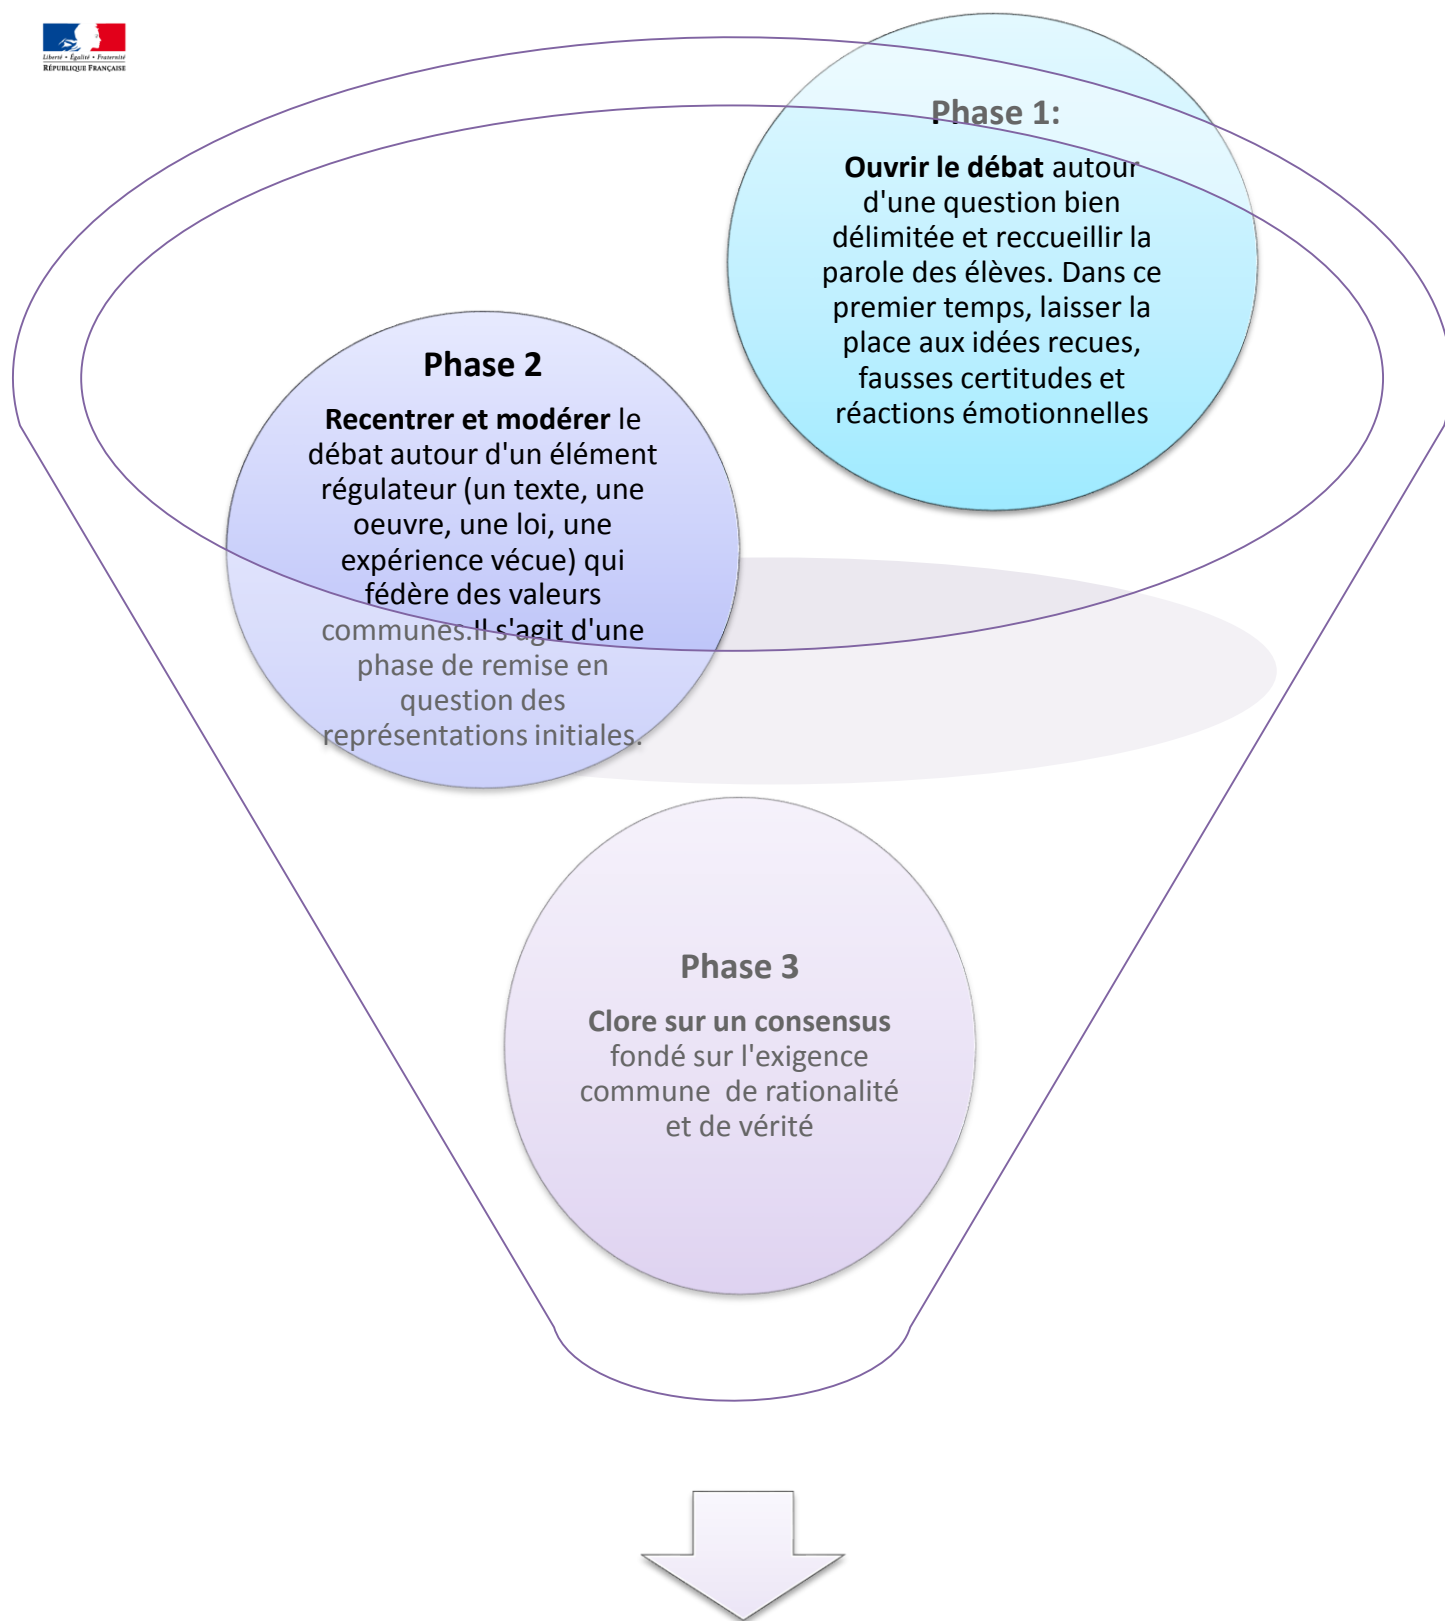 Liberté • Égalité • Fraternité
RÉPUBLIQUE FRANÇAISE
Phase 1:
Ouvrir le débat autour
d'une question bien
délimitée et reccueillir la
parole des élèves. Dans ce
premier temps, laisser la
place aux idées recues,
fausses certitudes et
réactions émotionnelles
Phase 2
Recentrer et modérer le
débat autour d'un élément
régulateur (un texte, une
oeuvre, une loi, une
expérience vécue) qui
fédère des valeurs
communes.Il s'agit d'une
phase de remise en
question des
représentations initiales.
Phase 3
Clore sur un consensus
fondé sur l'exigence
commune  de rationalité
et de vérité